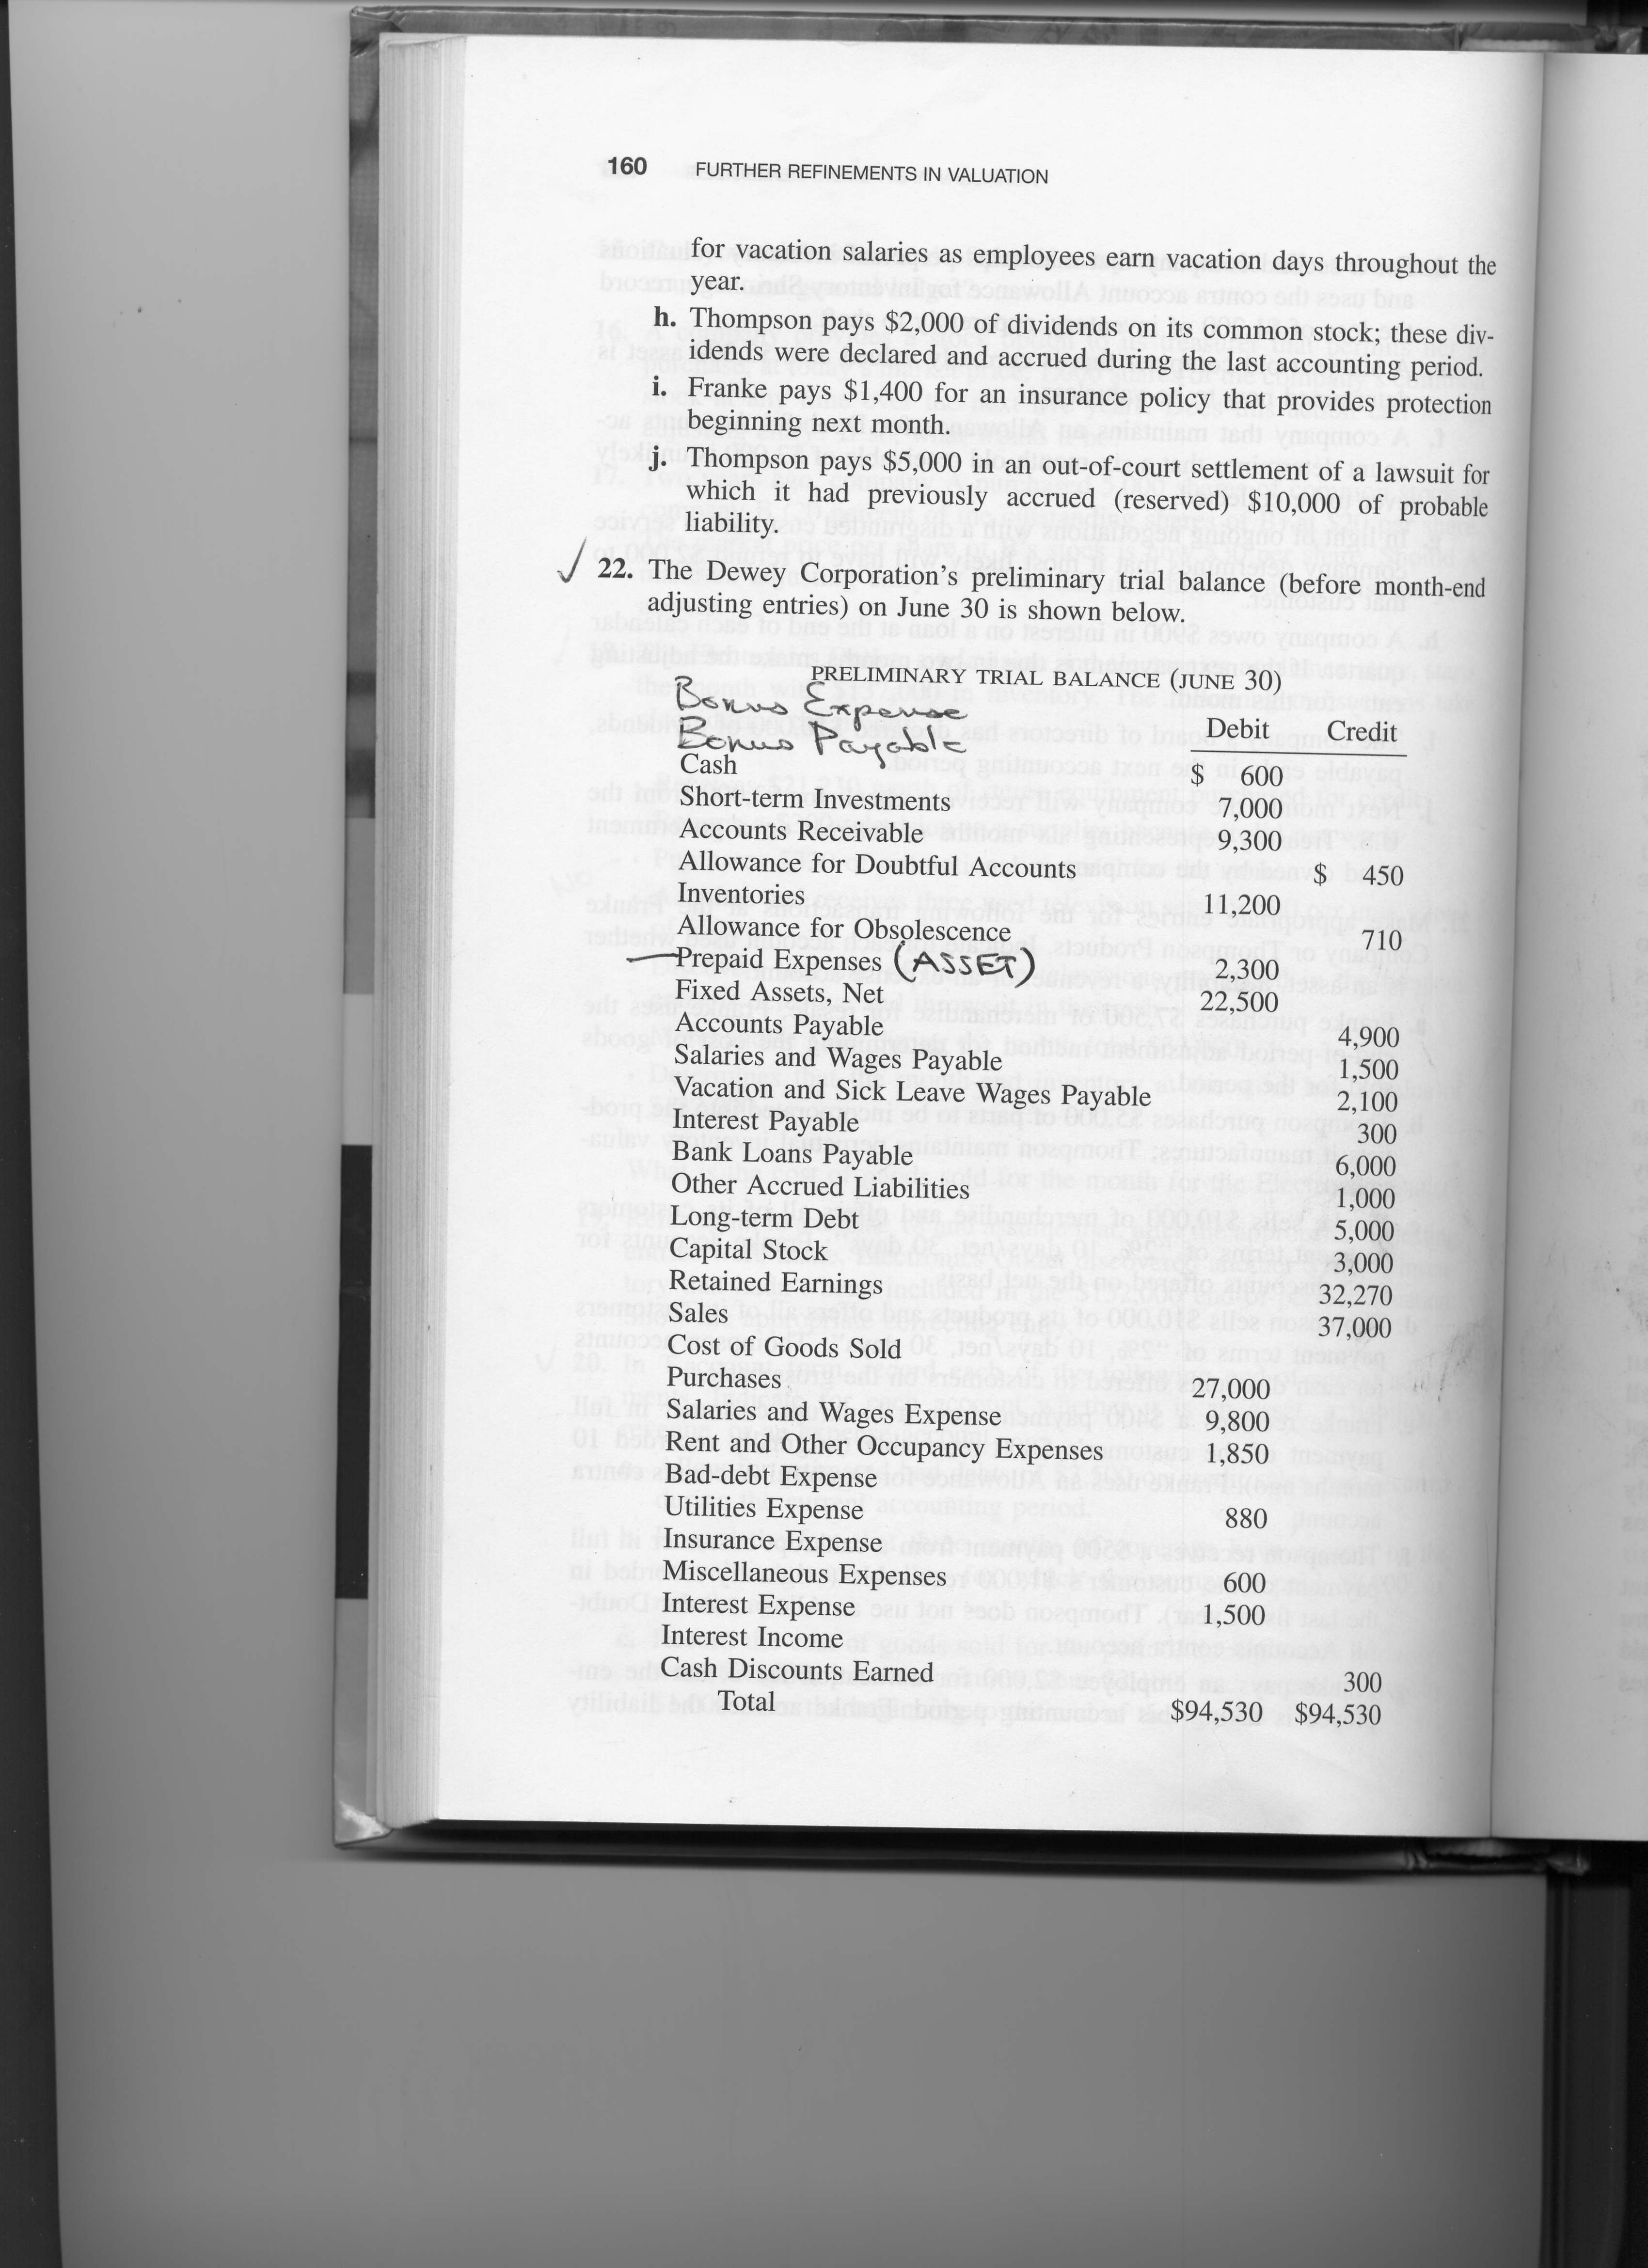 160 FURTHER REFINEMENTS IN VALUATION
for vacation salaries as employees earn vacation days throughout the
year.
h. Thompson pays $2,000 of dividends on its common stock; these div-
idends were declared and accrued during the last accounting period.
i. Franke pays $1,400 for an insurance policy that provides protection
beginning next month.
j. Thompson pays $5,000 in an out-of-court settlement of a lawsuit for
which it had previously accrued (reserved) $10,000 of probable
liability.
✓ 22. The Dewey Corporation's preliminary trial balance (before month-end
adjusting entries) on June 30 is shown below.
PRELIMINARY TRIAL BALANCE (JUNE 30)
Bonus Expense
Debit Credit
Bonus Payable
Cash $ 600
Short-term Investments 7,000
Accounts Receivable 9,300
Allowance for Doubtful Accounts $ 450
Inventories 11,200
Allowance for Obsolescence 710
Prepaid Expenses (ASSET) 2,300
Fixed Assets, Net 22,500
Accounts Payable 4,900
Salaries and Wages Payable 1,500
Vacation and Sick Leave Wages Payable 2,100
Interest Payable 300
Bank Loans Payable 6,000
Other Accrued Liabilities 1,000
Long-term Debt 5,000
Capital Stock 3,000
Retained Earnings 32,270
Sales 37,000
Cost of Goods Sold
Purchases 27,000
Salaries and Wages Expense 9,800
Rent and Other Occupancy Expenses 1,850
Bad-debt Expense
Utilities Expense 880
Insurance Expense
Miscellaneous Expenses 600
Interest Expense 1,500
Interest Income
Cash Discounts Earned 300
Total $94,530 $94,530